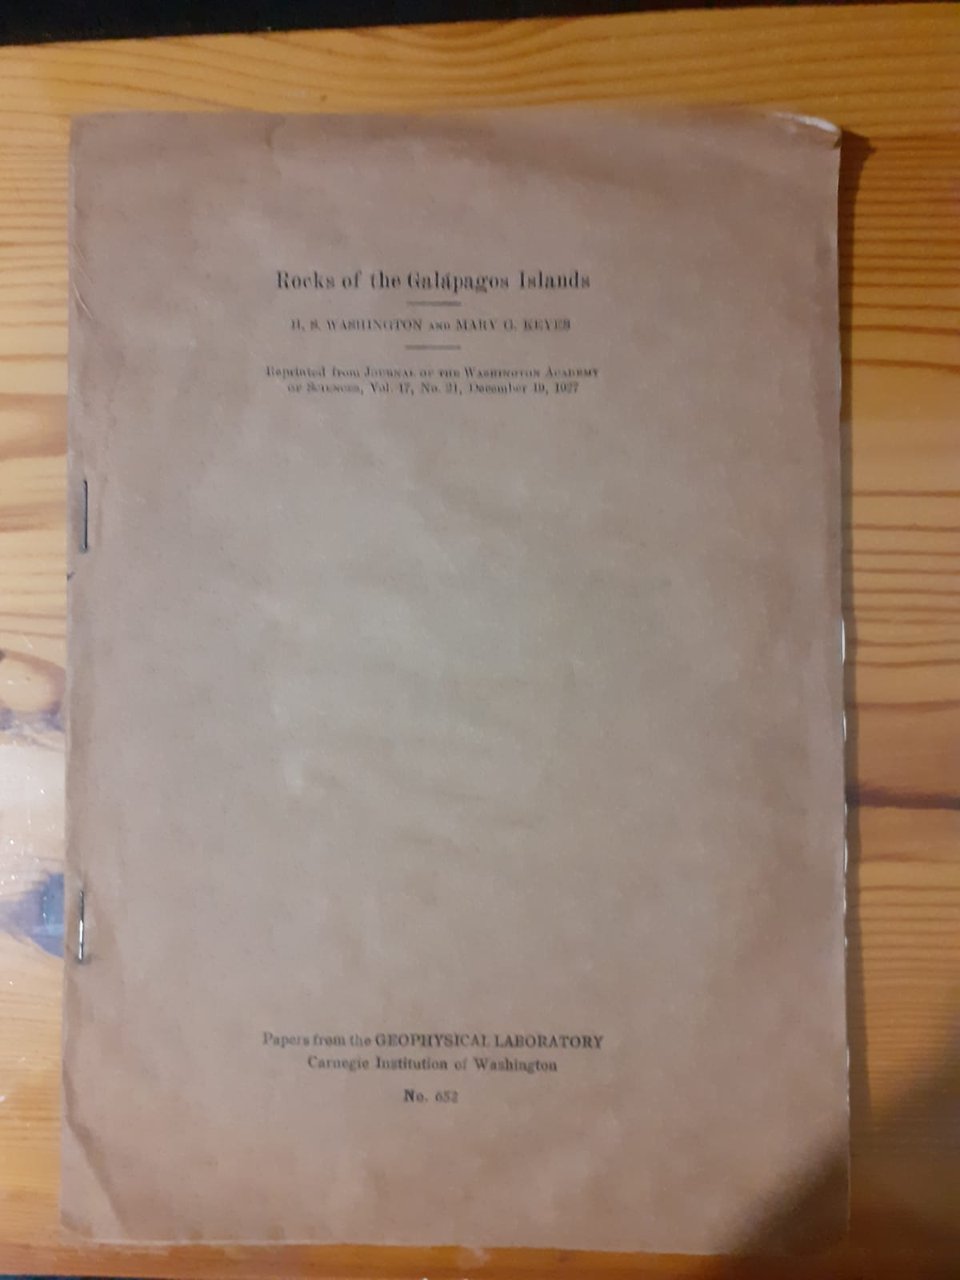 Rocks of the Galápagos Islands
H. S. WASHINGTON AND MARY G. KEYES
Reprinted from JOURNAL OF THE WASHINGTON ACADEMY
OF SCIENCES, Vol. 17, No. 21, December 19, 1927
Papers from the GEOPHYSICAL LABORATORY
Carnegie Institution of Washington
No. 652